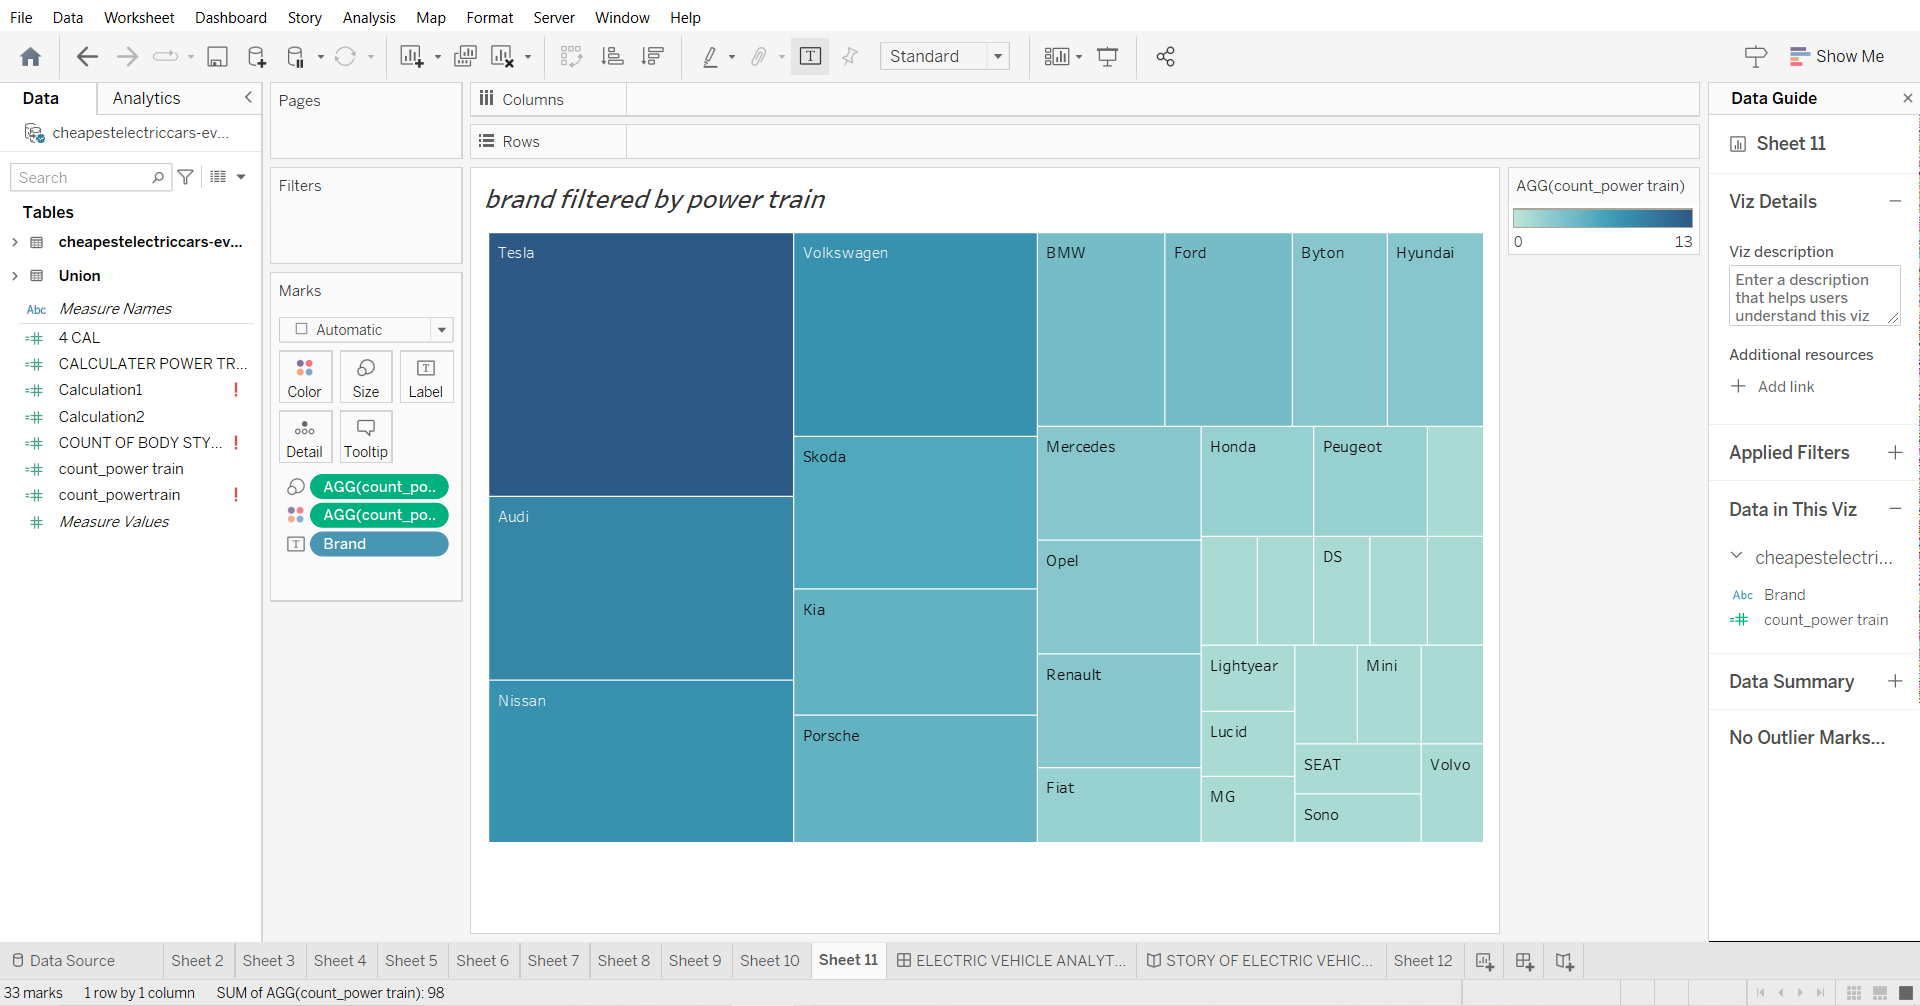 File Data Worksheet Dashboard Story Analysis Map Format Server Window Help
Standard
Show Me
Data Analytics
cheapestelectriccars-ev...
Search
Tables
cheapestelectriccars-ev...
Union
Abc Measure Names
4 CAL
CALCULATER POWER TR...
Calculation1 !
Calculation2
COUNT OF BODY STY... !
count_power train
count_powertrain !
Measure Values
Pages
Filters
Marks
Automatic
Color Size Label
Detail Tooltip
AGG(count_po..
AGG(count_po..
Brand
Columns
Rows
brand filtered by power train
Tesla
Audi
Nissan
Volkswagen
Skoda
Kia
Porsche
BMW Ford Byton Hyundai
Mercedes Honda Peugeot
Opel DS
Renault Lightyear Mini
Lucid
Fiat MG SEAT Volvo
Sono
AGG(count_power train)
0 13
Data Guide
Sheet 11
Viz Details
Viz description
Enter a description
that helps users
understand this viz
Additional resources
Add link
Applied Filters
Data in This Viz
cheapestelectri...
Abc Brand
count_power train
Data Summary
No Outlier Marks...
Data Source Sheet 2 Sheet 3 Sheet 4 Sheet 5 Sheet 6 Sheet 7 Sheet 8 Sheet 9 Sheet 10 Sheet 11 ELECTRIC VEHICLE ANALYT... STORY OF ELECTRIC VEHIC... Sheet 12
33 marks 1 row by 1 column SUM of AGG(count_power train): 98